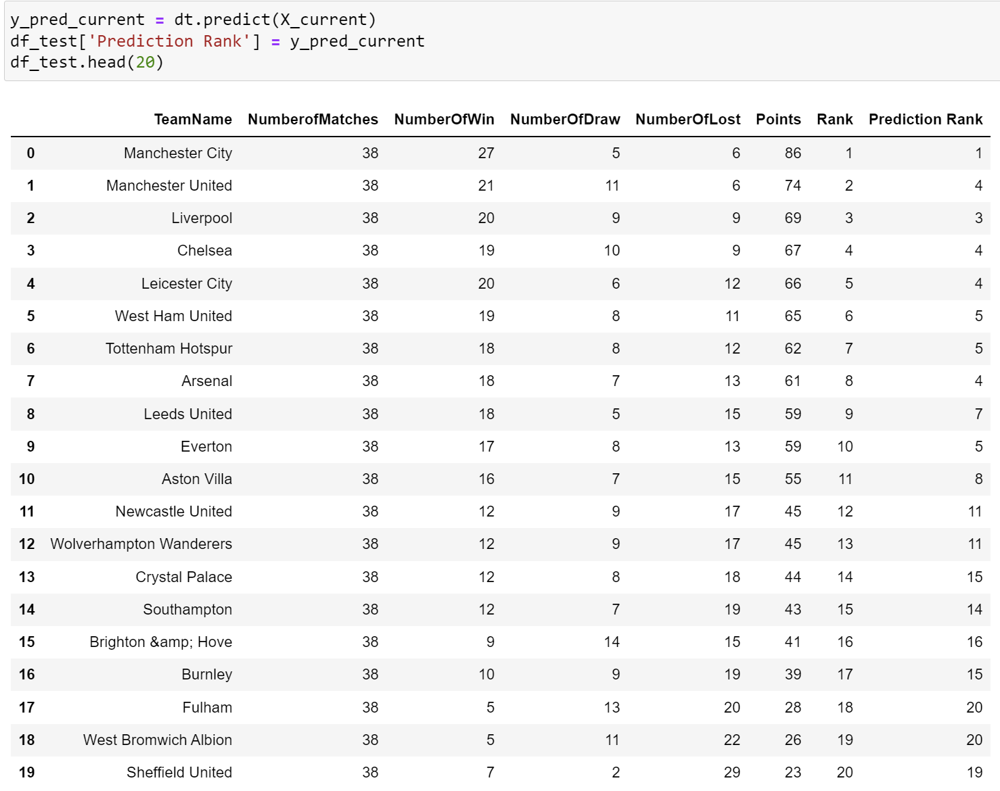 y_pred_current = dt.predict(X_current)
df_test['Prediction Rank'] = y_pred_current
df_test.head(20)
TeamName NumberofMatches NumberOfWin NumberOfDraw NumberOfLost Points Rank Prediction Rank
0 Manchester City 38 27 5 6 86 1 1
1 Manchester United 38 21 11 6 74 2 4
2 Liverpool 38 20 9 9 69 3 3
3 Chelsea 38 19 10 9 67 4 4
4 Leicester City 38 20 6 12 66 5 4
5 West Ham United 38 19 8 11 65 6 5
6 Tottenham Hotspur 38 18 8 12 62 7 5
7 Arsenal 38 18 7 13 61 8 4
8 Leeds United 38 18 5 15 59 9 7
9 Everton 38 17 8 13 59 10 5
10 Aston Villa 38 16 7 15 55 11 8
11 Newcastle United 38 12 9 17 45 12 11
12 Wolverhampton Wanderers 38 12 9 17 45 13 11
13 Crystal Palace 38 12 8 18 44 14 15
14 Southampton 38 12 7 19 43 15 14
15 Brighton &amp; Hove 38 9 14 15 41 16 16
16 Burnley 38 10 9 19 39 17 15
17 Fulham 38 5 13 20 28 18 20
18 West Bromwich Albion 38 5 11 22 26 19 20
19 Sheffield United 38 7 2 29 23 20 19